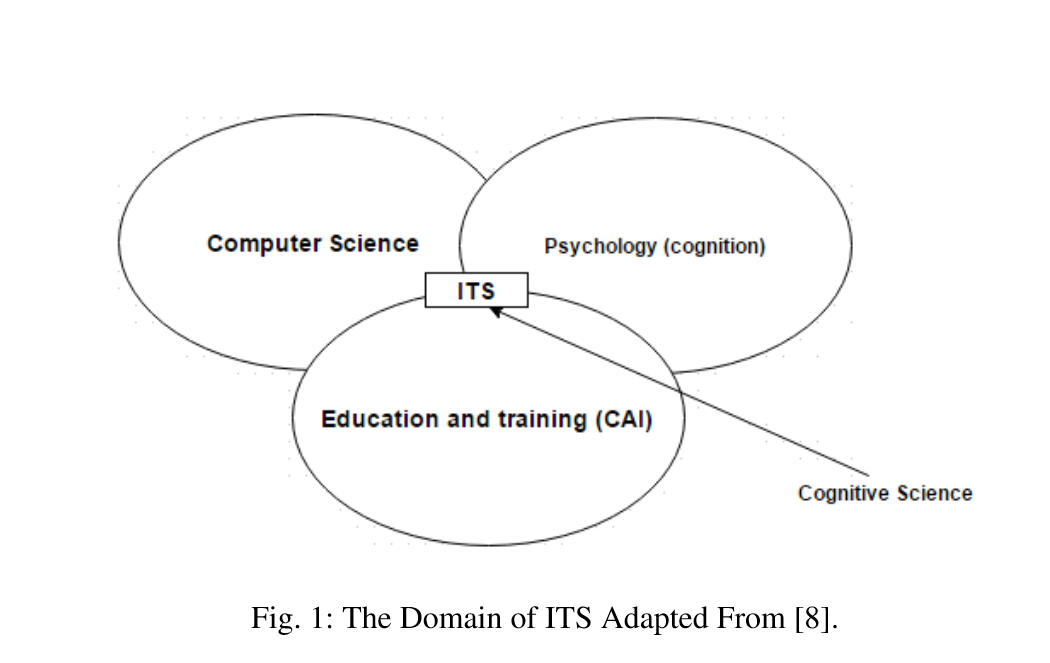 Computer Science
Psychology (cognition)
ITS
Education and training (CAI)
Cognitive Science
Fig. 1: The Domain of ITS Adapted From [8].